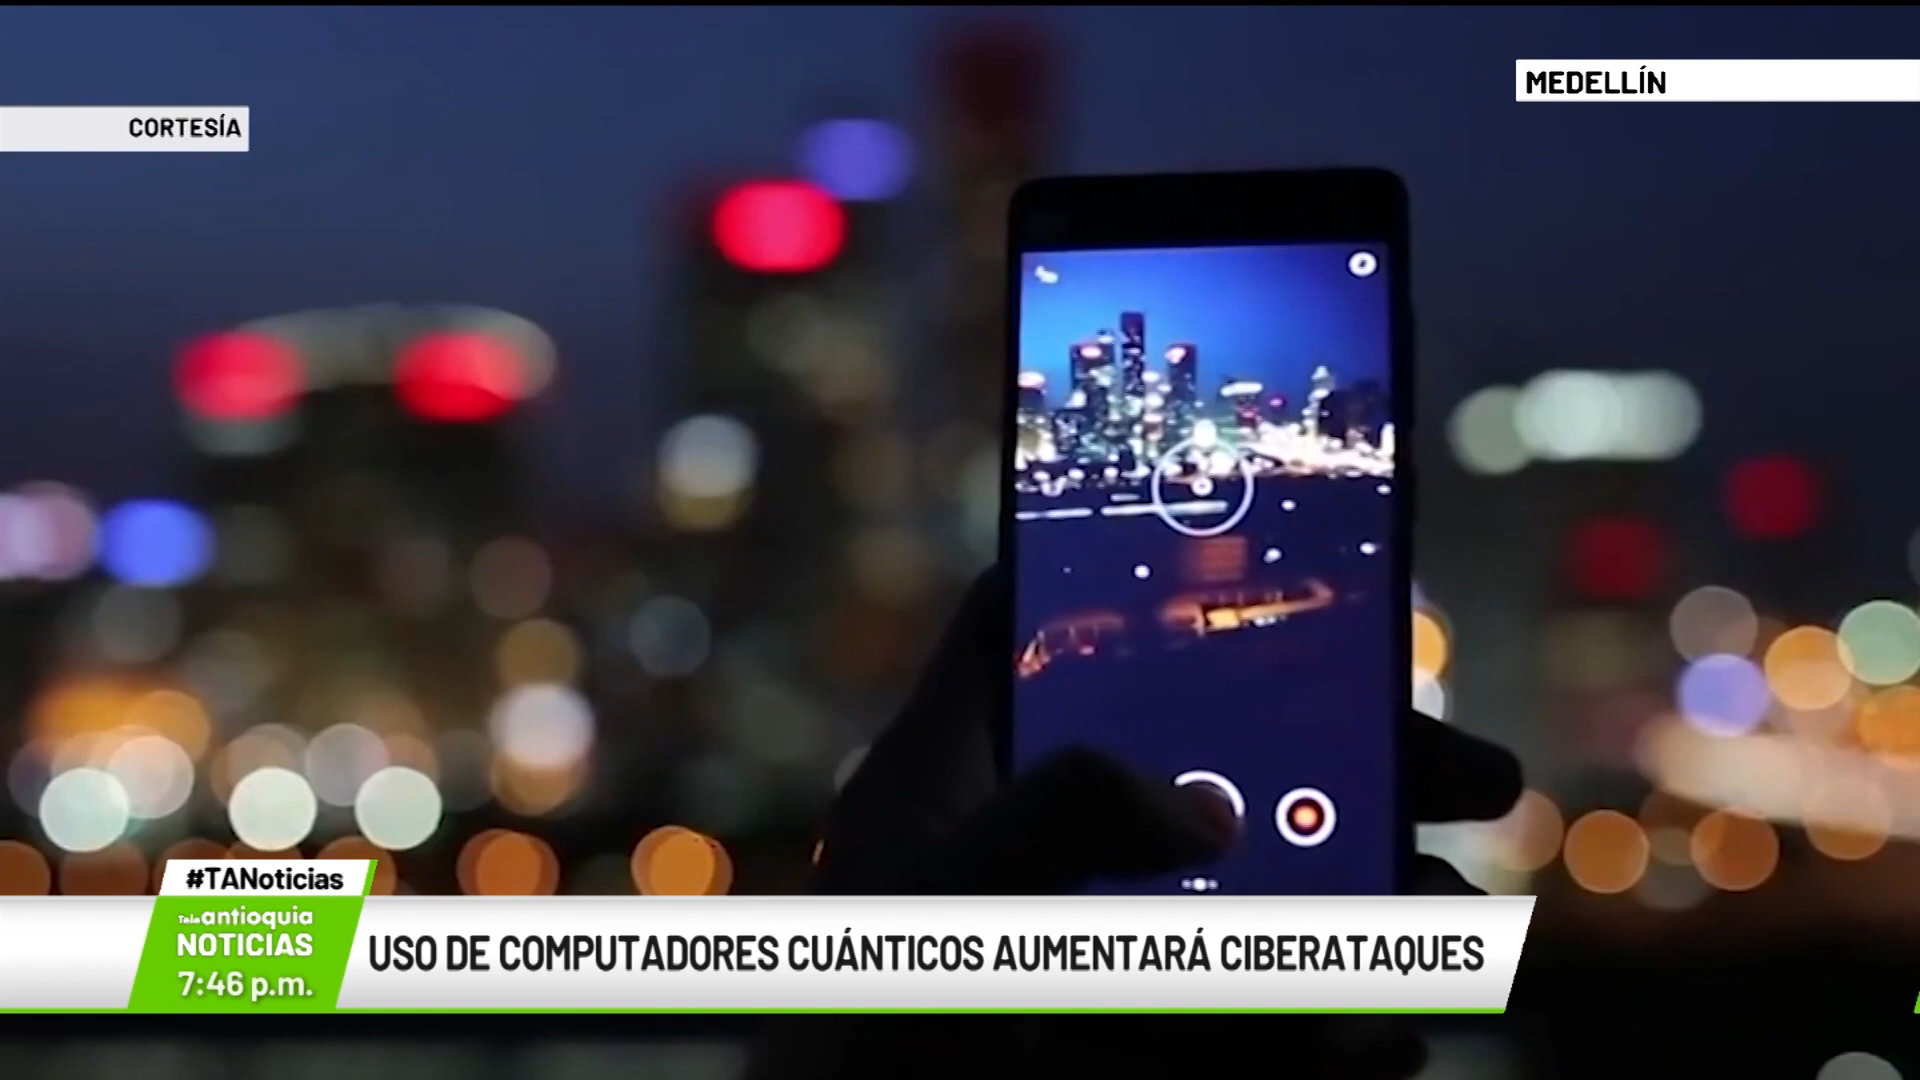 MEDELLÍN
CORTESÍA
#TANoticias
Teleantioquia
NOTICIAS
7:46 p.m.
USO DE COMPUTADORES CUÁNTICOS AUMENTARÁ CIBERATAQUES